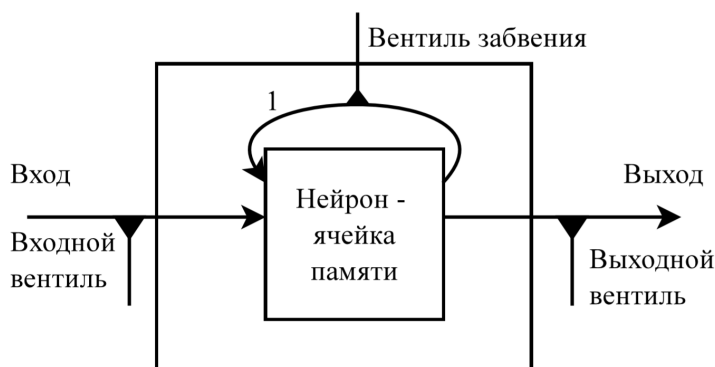 Вентиль забвения
1
Вход
Выход
Нейрон -
ячейка
памяти
Входной
вентиль
Выходной
вентиль